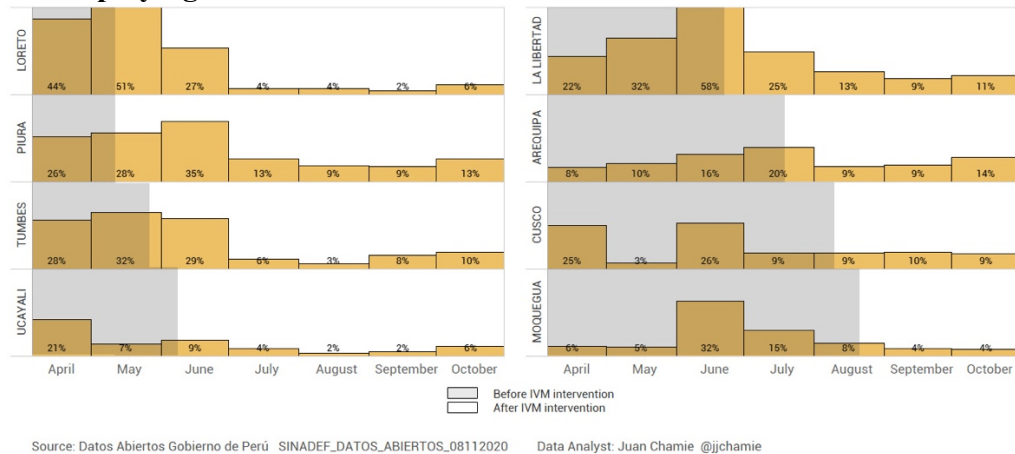 LORETO
44% 51% 27% 4% 4% 2% 6%
PIURA
26% 28% 35% 13% 9% 9% 13%
TUMBES
28% 32% 29% 6% 3% 8% 10%
UCAYALI
21% 7% 9% 4% 2% 2% 6%
April May June July August September October
LA LIBERTAD
22% 32% 58% 25% 13% 9% 11%
AREQUIPA
8% 10% 16% 20% 9% 9% 14%
CUSCO
25% 3% 26% 9% 9% 10% 9%
MOQUEGUA
6% 5% 32% 15% 8% 4% 4%
April May June July August September October
Before IVM intervention
After IVM intervention
Source: Datos Abiertos Gobierno de Perú SINADEF_DATOS_ABIERTOS_08112020 Data Analyst: Juan Chamie @jjchamie